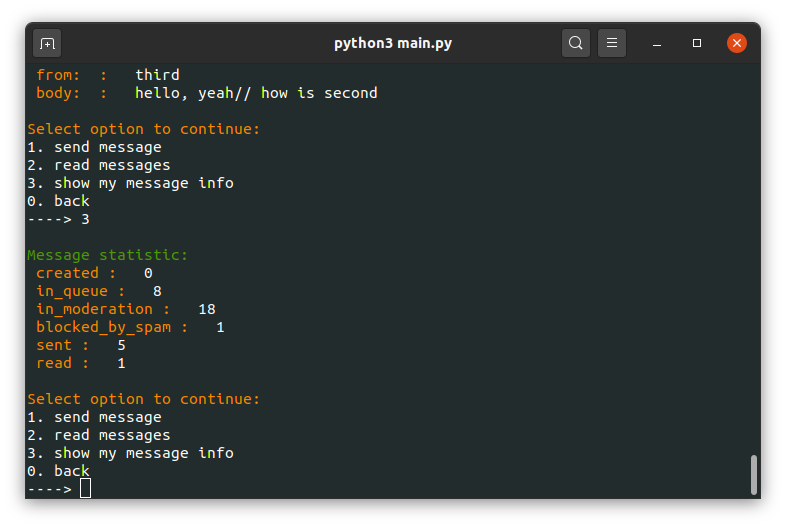 python3 main.py
from:  :   third
body:  :   hello, yeah// how is second
Select option to continue:
1. send message
2. read messages
3. show my message info
0. back
----> 3
Message statistic:
created :   0
in_queue :   8
in_moderation :   18
blocked_by_spam :   1
sent :   5
read :   1
Select option to continue:
1. send message
2. read messages
3. show my message info
0. back
---->